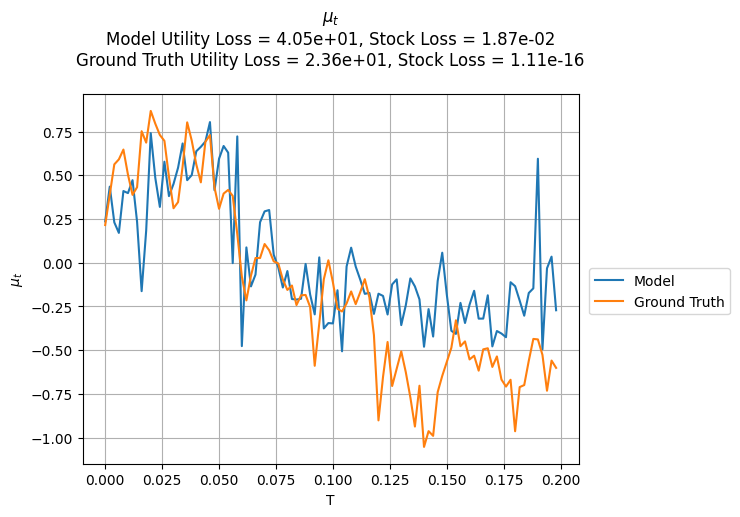 μₜ
Model Utility Loss = 4.05e+01, Stock Loss = 1.87e-02
Ground Truth Utility Loss = 2.36e+01, Stock Loss = 1.11e-16
0.75
0.50
0.25
0.00
−0.25
−0.50
−0.75
−1.00
μₜ
0.000 0.025 0.050 0.075 0.100 0.125 0.150 0.175 0.200
T
Model
Ground Truth